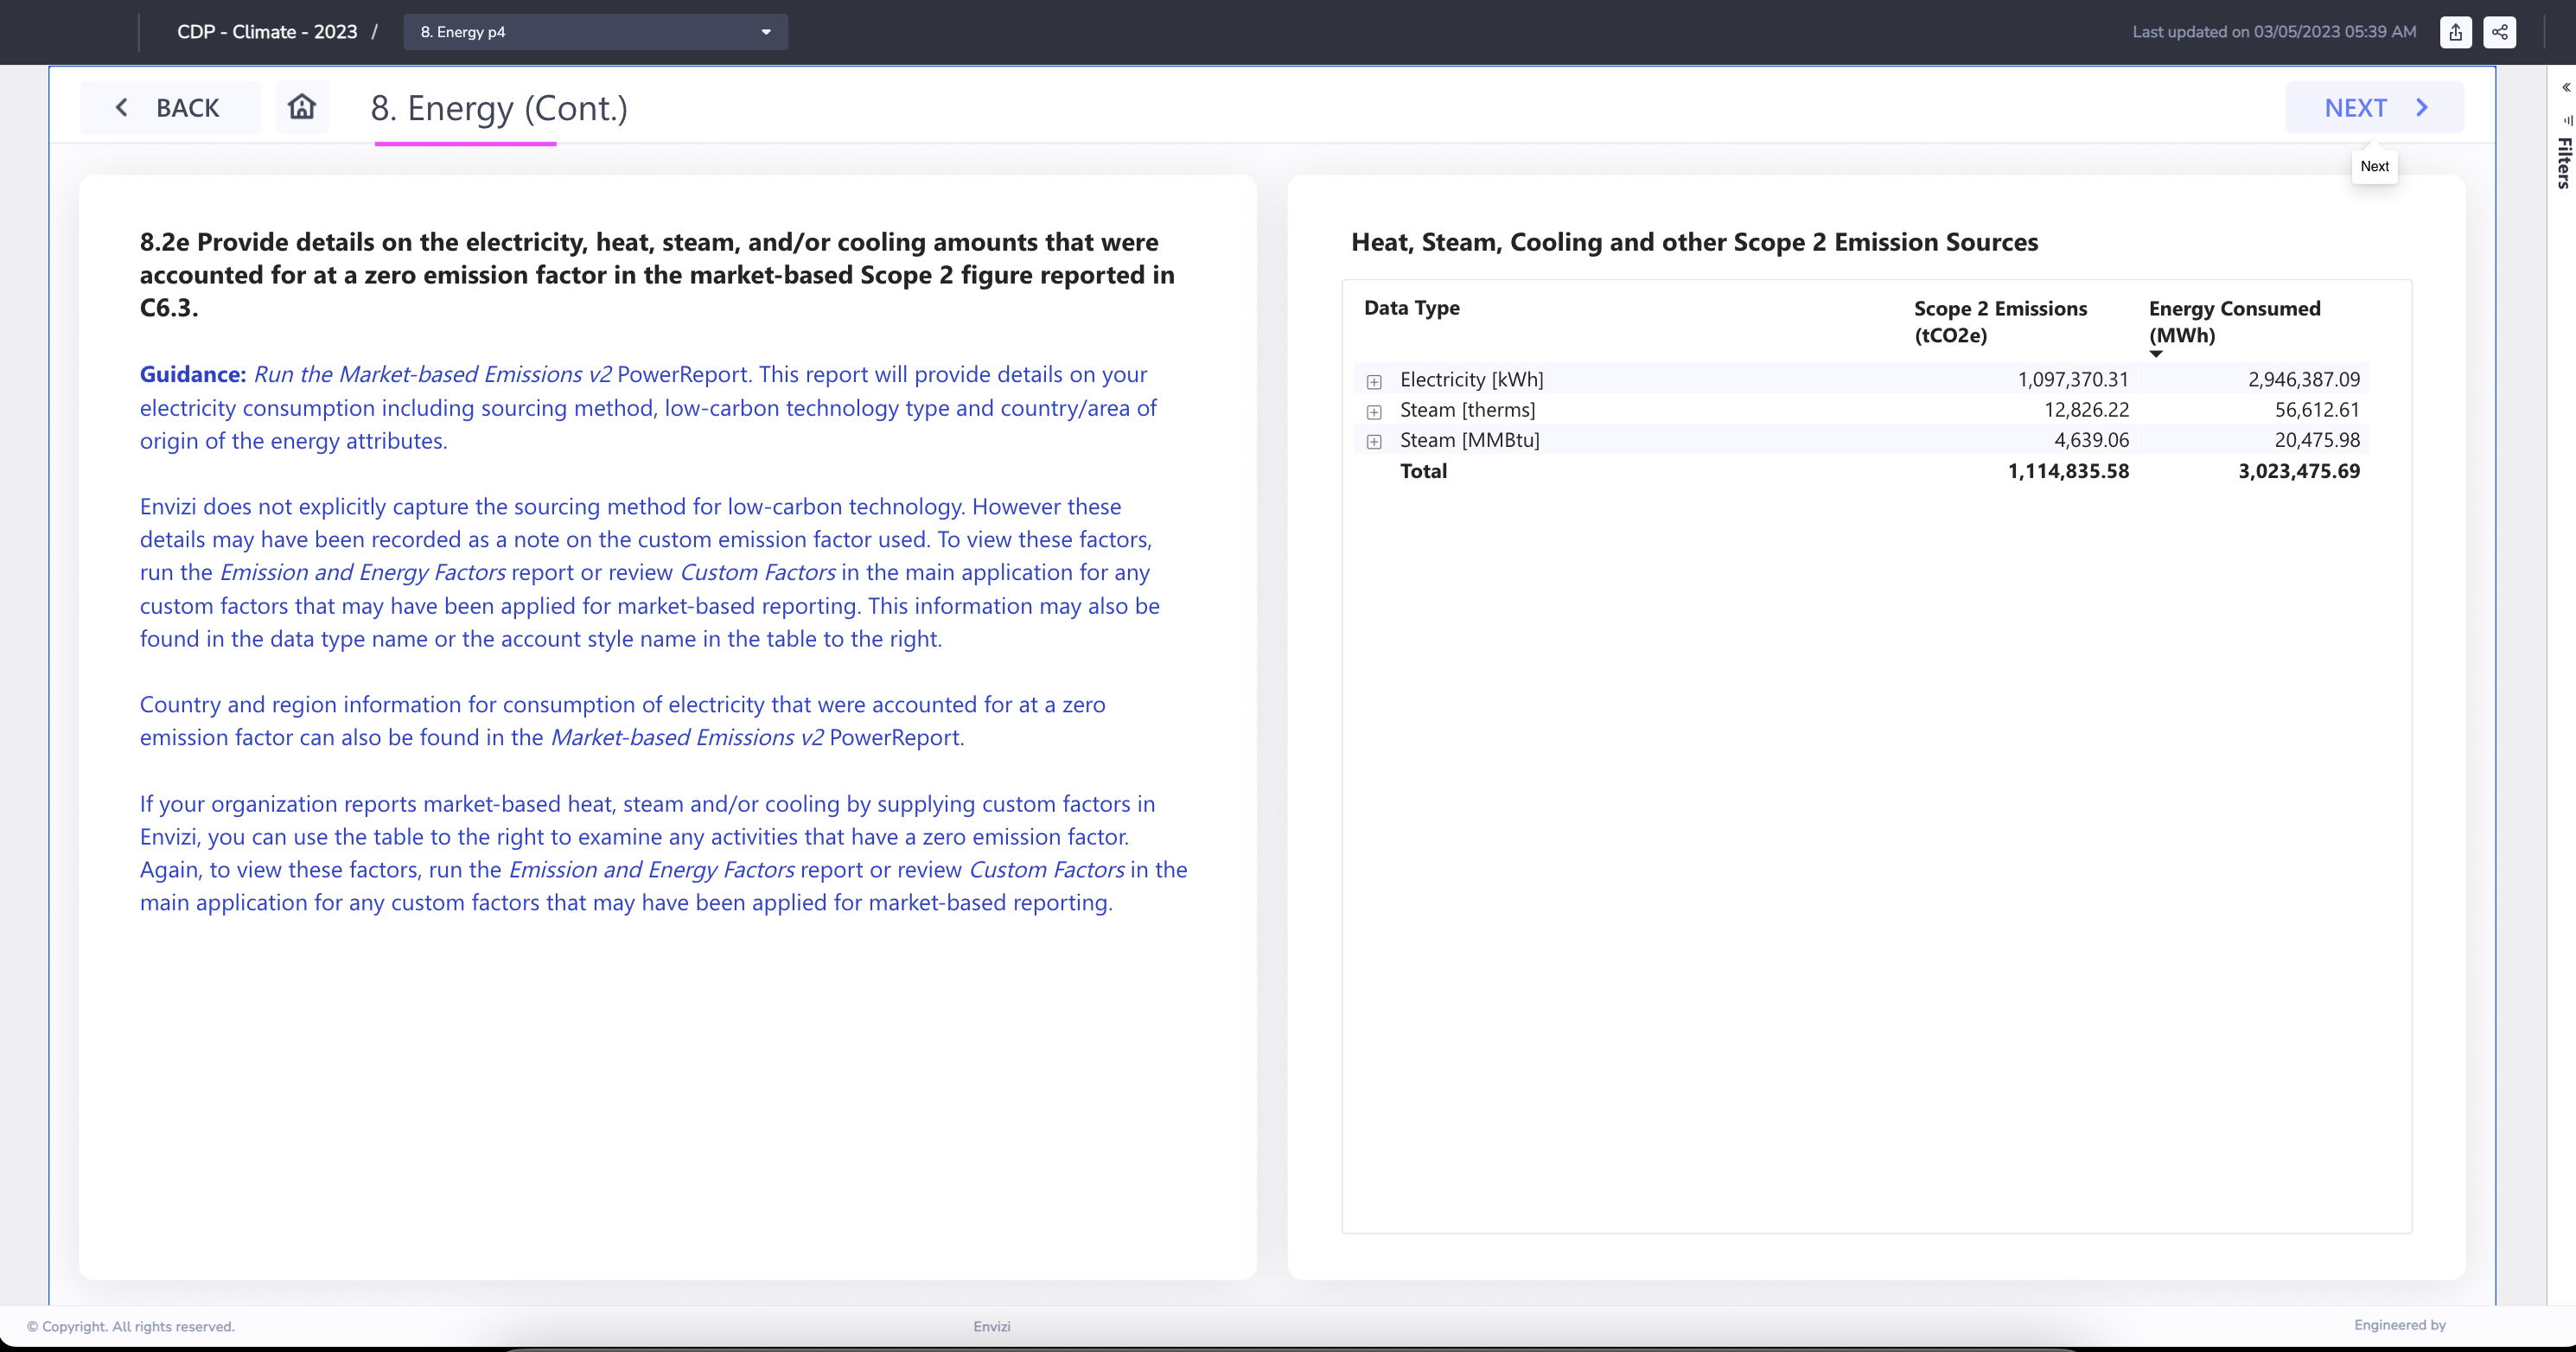 CDP - Climate - 2023 / 8. Energy p4 Last updated on 03/05/2023 05:39 AM
BACK 8. Energy (Cont.) NEXT
Next
Filters
8.2e Provide details on the electricity, heat, steam, and/or cooling amounts that were
accounted for at a zero emission factor in the market-based Scope 2 figure reported in
C6.3.
Guidance: Run the Market-based Emissions v2 PowerReport. This report will provide details on your
electricity consumption including sourcing method, low-carbon technology type and country/area of
origin of the energy attributes.
Envizi does not explicitly capture the sourcing method for low-carbon technology. However these
details may have been recorded as a note on the custom emission factor used. To view these factors,
run the Emission and Energy Factors report or review Custom Factors in the main application for any
custom factors that may have been applied for market-based reporting. This information may also be
found in the data type name or the account style name in the table to the right.
Country and region information for consumption of electricity that were accounted for at a zero
emission factor can also be found in the Market-based Emissions v2 PowerReport.
If your organization reports market-based heat, steam and/or cooling by supplying custom factors in
Envizi, you can use the table to the right to examine any activities that have a zero emission factor.
Again, to view these factors, run the Emission and Energy Factors report or review Custom Factors in the
main application for any custom factors that may have been applied for market-based reporting.
Heat, Steam, Cooling and other Scope 2 Emission Sources
Data Type Scope 2 Emissions Energy Consumed
(tCO2e) (MWh)
Electricity [kWh] 1,097,370.31 2,946,387.09
Steam [therms] 12,826.22 56,612.61
Steam [MMBtu] 4,639.06 20,475.98
Total 1,114,835.58 3,023,475.69
© Copyright. All rights reserved. Envizi Engineered by